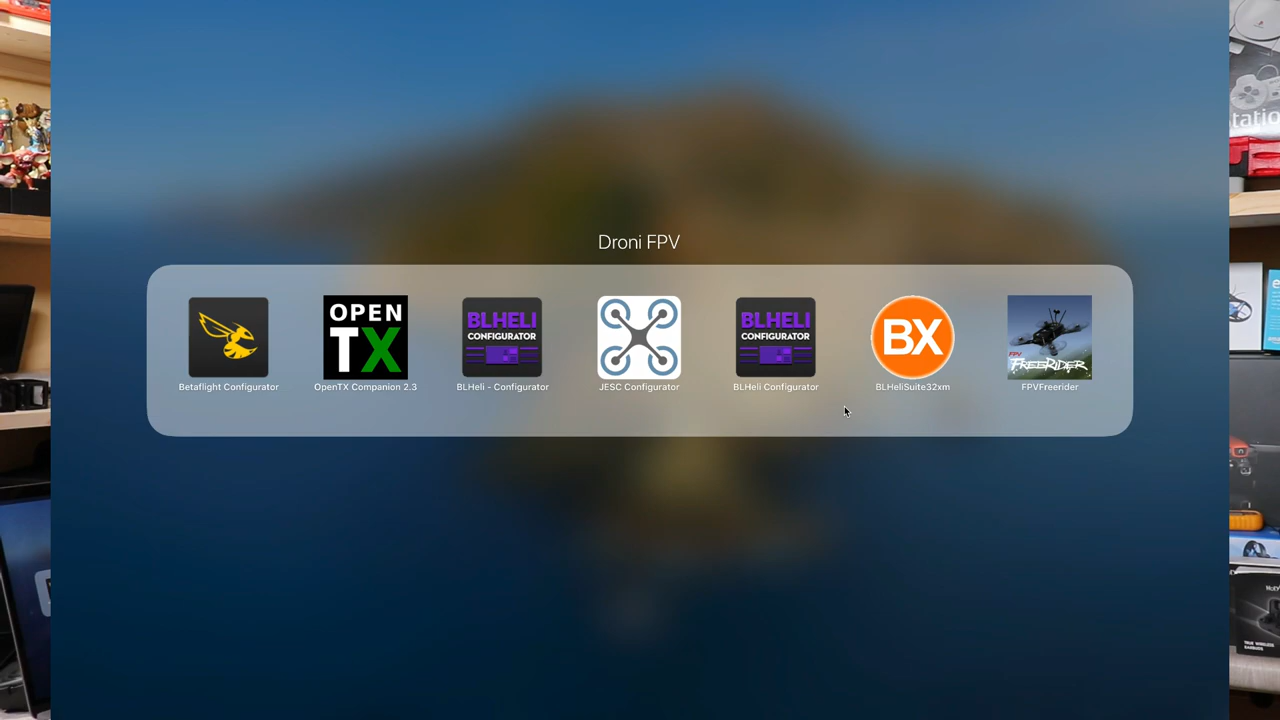 Droni FPV
OPEN
TX
BLHELI
CONFIGURATOR
BLHELI
CONFIGURATOR
BX
FPV
FREERIDER
Betaflight Configurator
OpenTX Companion 2.3
BLHeli - Configurator
JESC Configurator
BLHeli Configurator
BLHeliSuite32xm
FPVFreerider
tatio